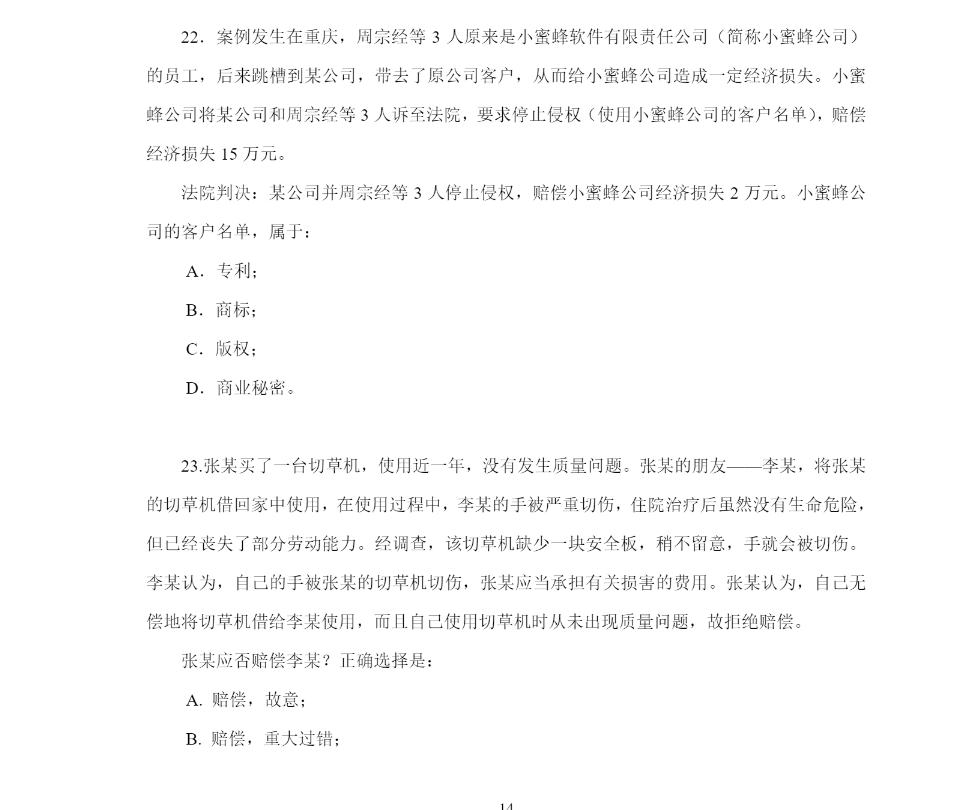 22．案例发生在重庆，周宗经等 3 人原来是小蜜蜂软件有限责任公司（简称小蜜蜂公司）
的员工，后来跳槽到某公司，带去了原公司客户，从而给小蜜蜂公司造成一定经济损失。小蜜
蜂公司将某公司和周宗经等 3 人诉至法院，要求停止侵权（使用小蜜蜂公司的客户名单），赔偿
经济损失 15 万元。
法院判决：某公司并周宗经等 3 人停止侵权，赔偿小蜜蜂公司经济损失 2 万元。小蜜蜂公
司的客户名单，属于：
A．专利；
B．商标；
C．版权；
D．商业秘密。
23.张某买了一台切草机，使用近一年，没有发生质量问题。张某的朋友——李某，将张某
的切草机借回家中使用，在使用过程中，李某的手被严重切伤，住院治疗后虽然没有生命危险，
但已经丧失了部分劳动能力。经调查，该切草机缺少一块安全板，稍不留意，手就会被切伤。
李某认为，自己的手被张某的切草机切伤，张某应当承担有关损害的费用。张某认为，自己无
偿地将切草机借给李某使用，而且自己使用切草机时从未出现质量问题，故拒绝赔偿。
张某应否赔偿李某？正确选择是：
A. 赔偿，故意；
B. 赔偿，重大过错；
14